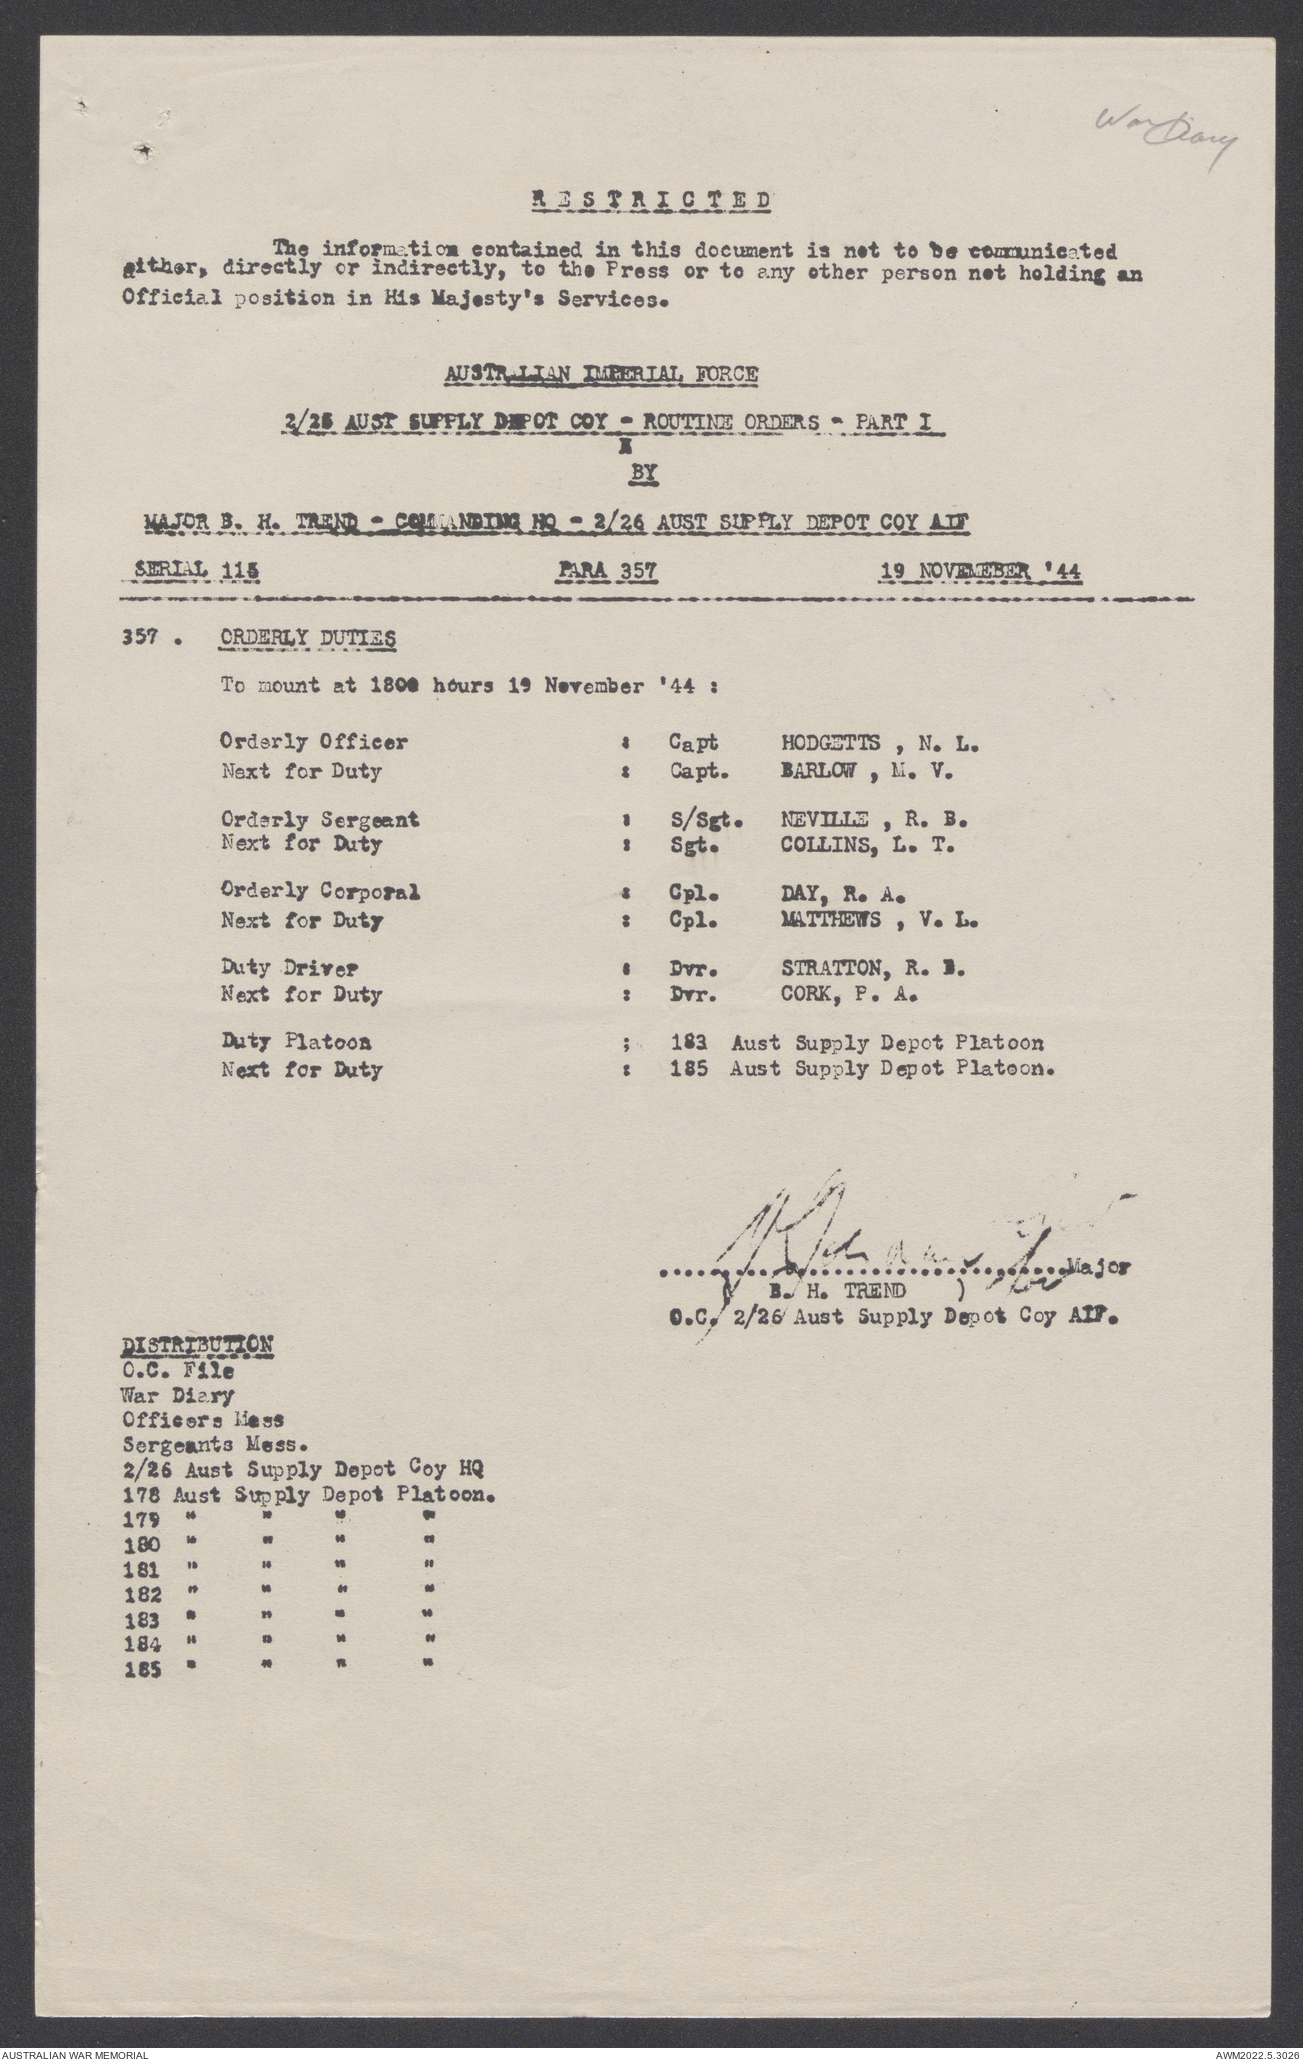 War Diary
RESTRICTED
The information contained in this document is not to be communicated
either, directly or indirectly, to the Press or to any other person not holding an
Official position in His Majesty's Services.
AUSTRALIAN IMPERIAL FORCE
2/26 AUST SUPPLY DEPOT COY - ROUTINE ORDERS - PART I
BY
MAJOR B. H. TREND - COMMANDING HQ - 2/26 AUST SUPPLY DEPOT COY AIF
SERIAL 115 PARA 357 19 NOVEMEBER '44
357 . ORDERLY DUTIES
To mount at 1800 hours 19 November '44 :
Orderly Officer : Capt HODGETTS , N. L.
Next for Duty : Capt. BARLOW , M. V.
Orderly Sergeant : S/Sgt. NEVILLE , R. B.
Next for Duty : Sgt. COLLINS, L. T.
Orderly Corporal : Cpl. DAY, R. A.
Next for Duty : Cpl. MATTHEWS , V. L.
Duty Driver : Dvr. STRATTON, R. B.
Next for Duty : Dvr. CORK, P. A.
Duty Platoon ; 183 Aust Supply Depot Platoon
Next for Duty : 185 Aust Supply Depot Platoon.
......................................Major
( B. H. TREND )
O.C. 2/26 Aust Supply Depot Coy AIF.
DISTRIBUTION
O.C. File
War Diary
Officers Mess
Sergeants Mess.
2/26 Aust Supply Depot Coy HQ
178 Aust Supply Depot Platoon.
179 " " " "
180 " " " "
181 " " " "
182 " " " "
183 " " " "
184 " " " "
185 " " " "
AUSTRALIAN WAR MEMORIAL AWM2022.5.3026